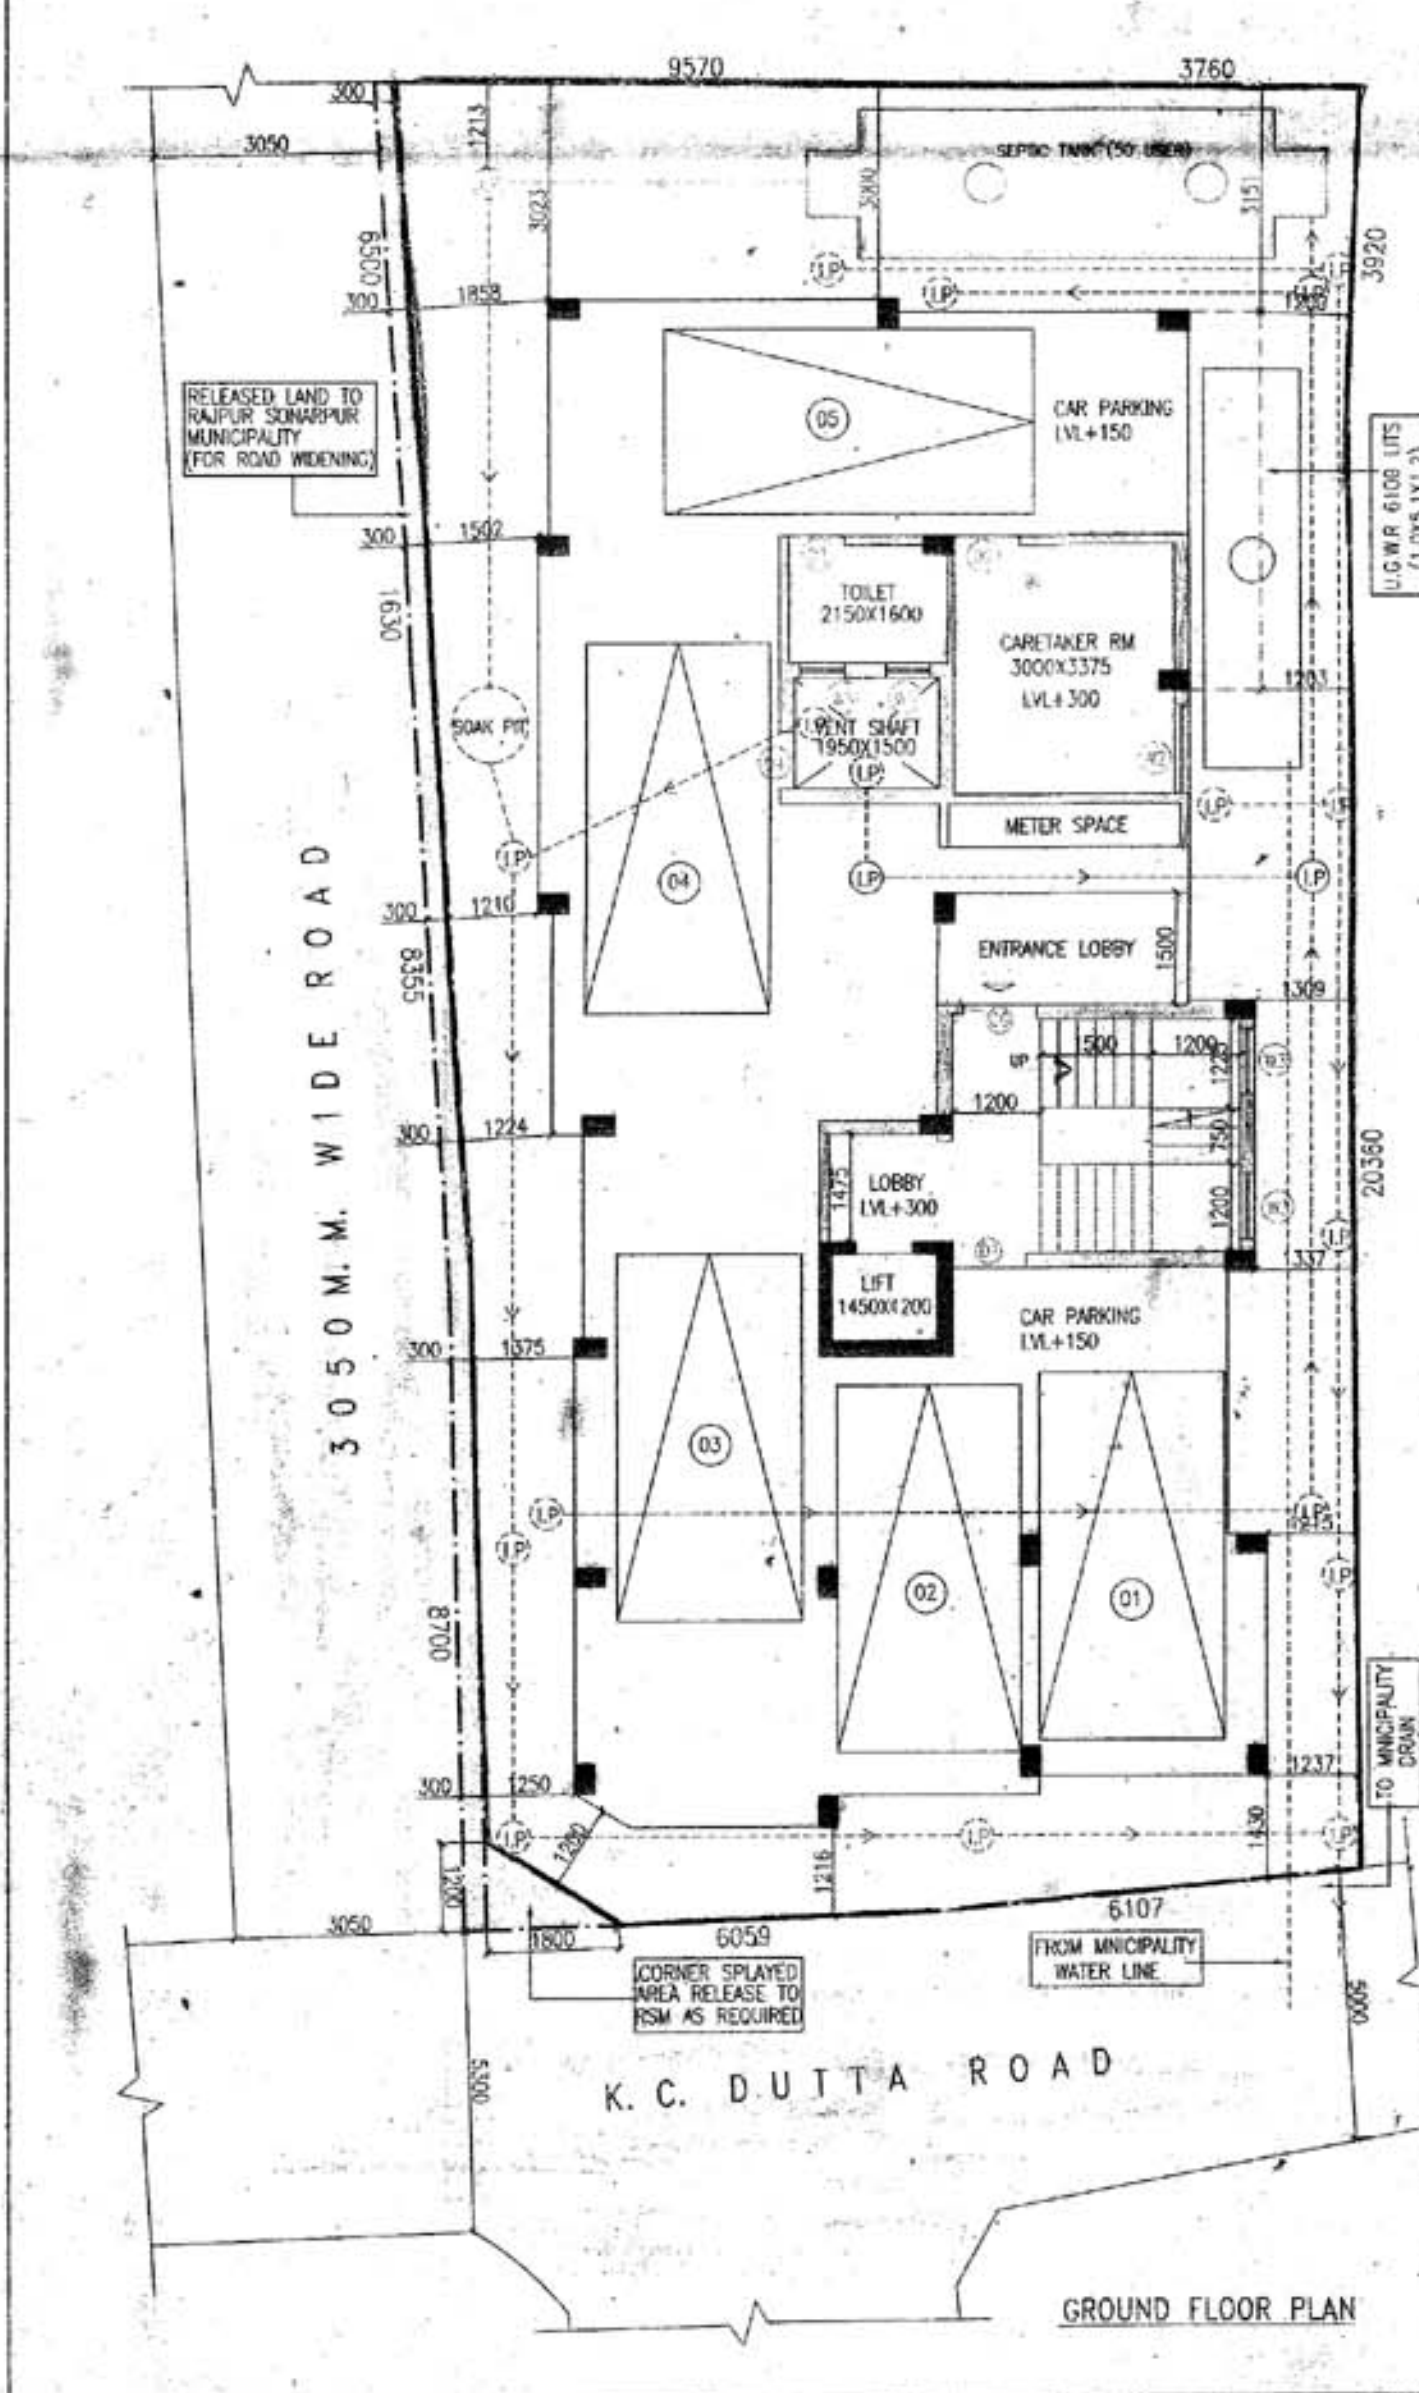 9570
3760
300
3050
1213
3023
3000
3151
SEPTIC TANK (50 USER)
3920
6500
300
1858
I.P
I.P
I.P
RELEASED LAND TO
RAJPUR SONARPUR
MUNICIPALITY
(FOR ROAD WIDENING)
05
CAR PARKING
LVL+150
U.G.W.R 6108 LITS
300
1502
1630
TOILET
2150X1600
CARETAKER RM
3000X3375
LVL+300
1203
SOAK PIT
VENT SHAFT
1950X1500
I.P
I.P
I.P
METER SPACE
I.P
04
I.P
I.P
300
1210
8355
ENTRANCE LOBBY
1500
1309
3050 M.M. WIDE ROAD
UP
1500
1200
1225
1200
750
1200
300
1224
1475
LOBBY
LVL+300
20360
I.P
LIFT
1450X1200
1337
CAR PARKING
LVL+150
300
1375
03
I.P
I.P
I.P
I.P
02
01
8700
TO MNICIPALITY
DRAIN
300
1250
1237
I.P
1280
I.P
I.P
1430
1200
1216
3050
1800
6059
6107
CORNER SPLAYED
AREA RELEASE TO
RSM AS REQUIRED
FROM MNICIPALITY
WATER LINE
5000
5300
K. C. DUTTA ROAD
GROUND FLOOR PLAN